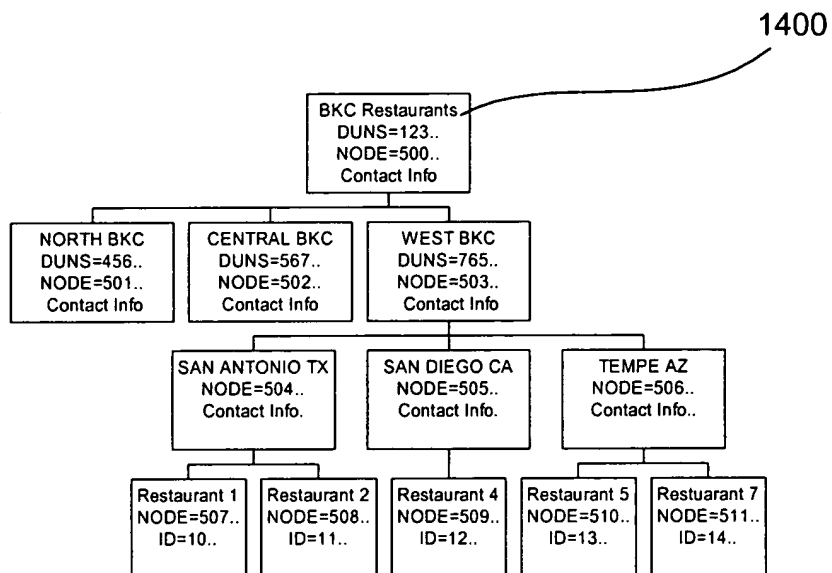 1400
BKC Restaurants
DUNS=123..
NODE=500..
Contact Info
NORTH BKC
DUNS=456..
NODE=501..
Contact Info
CENTRAL BKC
DUNS=567..
NODE=502..
Contact Info
WEST BKC
DUNS=765..
NODE=503..
Contact Info
SAN ANTONIO TX
NODE=504..
Contact Info.
SAN DIEGO CA
NODE=505..
Contact Info.
TEMPE AZ
NODE=506..
Contact Info..
Restaurant 1
NODE=507..
ID=10..
Restaurant 2
NODE=508..
ID=11..
Restaurant 4
NODE=509..
ID=12..
Restaurant 5
NODE=510..
ID=13..
Restuarant 7
NODE=511..
ID=14..